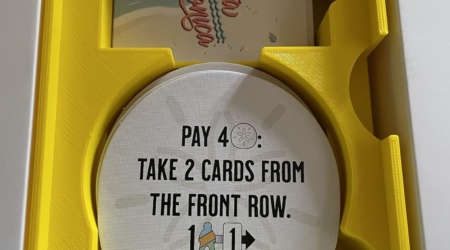 PAY 4 :
TAKE 2 CARDS FROM
THE FRONT ROW.
1 1